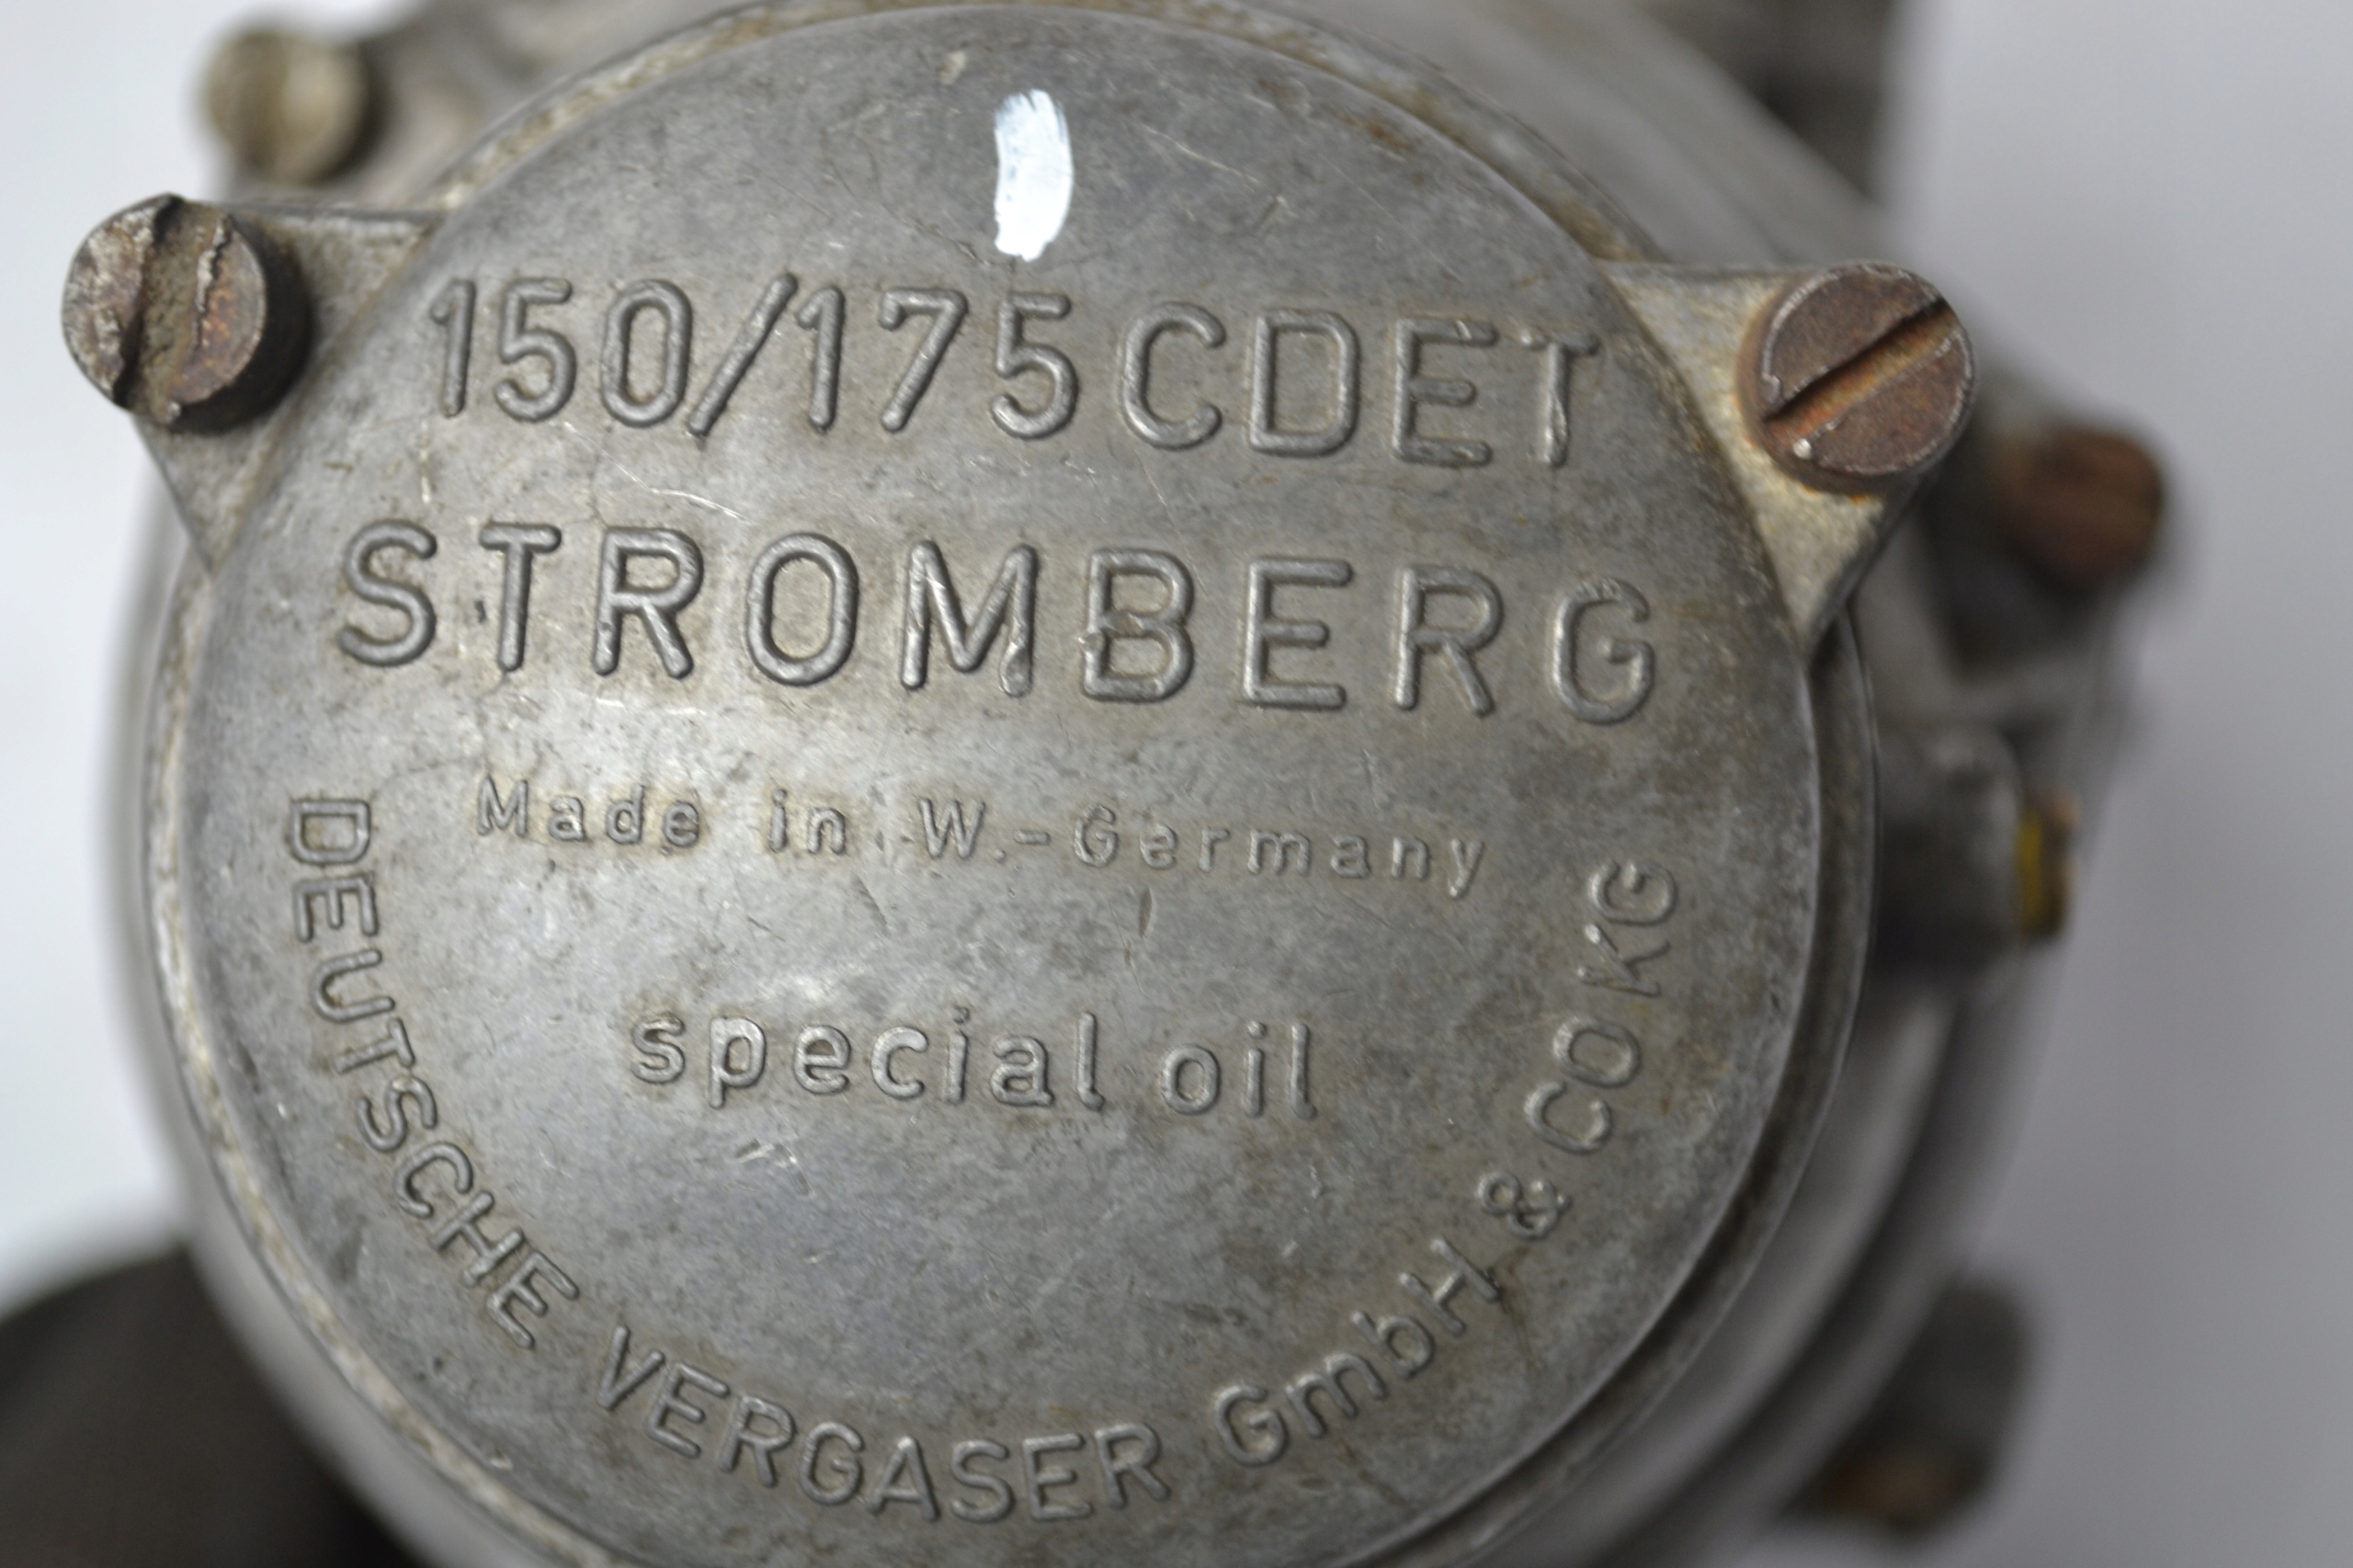 150/175CDET
STROMBERG
Made in W.-Germany
special oil
DEUTSCHE VERGASER GmbH & CO KG